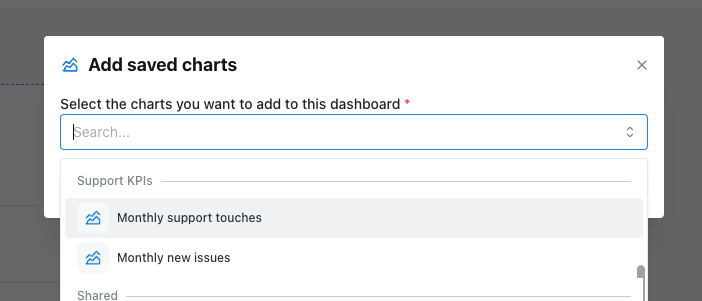 Add saved charts
Select the charts you want to add to this dashboard *
Search...
Support KPIs
Monthly support touches
Monthly new issues
Shared